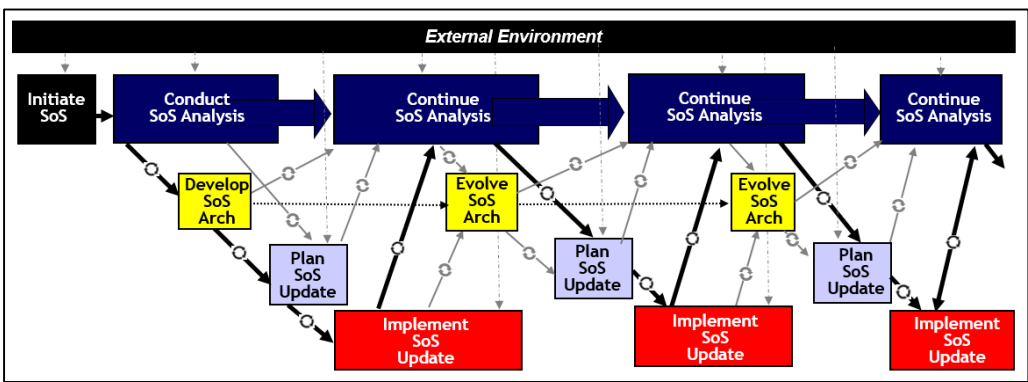 External Environment
Initiate
SoS
Conduct
SoS Analysis
Continue
SoS Analysis
Continue
SoS Analysis
Continue
SoS Analysis
Develop
SoS
Arch
Evolve
SoS
Arch
Evolve
SoS
Arch
Plan
SoS
Update
Plan
SoS
Update
Plan
SoS
Update
Implement
SoS
Update
Implement
SoS
Update
Implement
SoS
Update